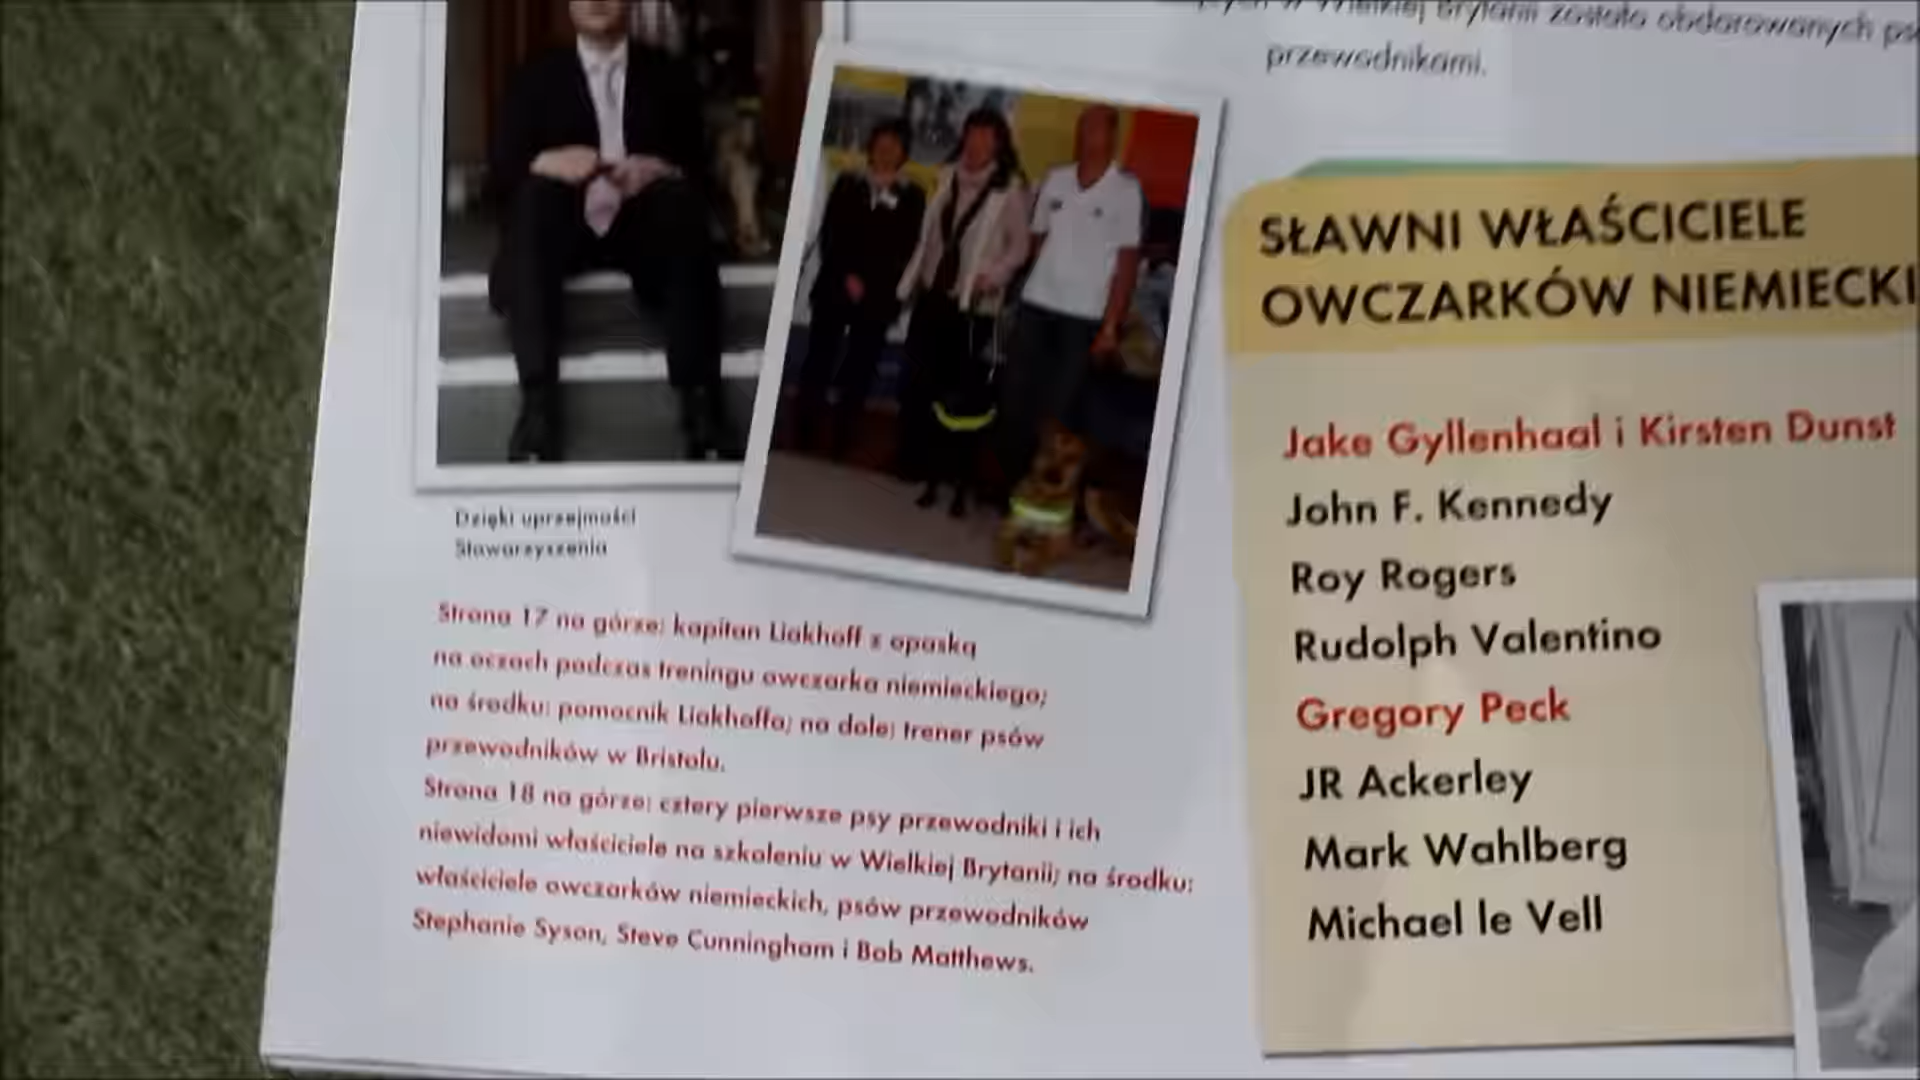 w Wielkiej Brytanii zostało obdarowanych
przewodnikami.
Dzięki uprzejmości
Stowarzyszenia
Strona 17 na górze: kapitan Liakhoff z opaską
na oczach podczas treningu owczarka niemieckiego;
na środku: pomocnik Liakhoffa; na dole: trener psów
przewodników w Bristolu.
Strona 18 na górze: cztery pierwsze psy przewodniki i ich
niewidomi właściciele na szkoleniu w Wielkiej Brytanii; na środku:
właściciele owczarków niemieckich, psów przewodników
Stephanie Syson, Steve Cunningham i Bob Matthews.
SŁAWNI WŁAŚCICIELE
OWCZARKÓW NIEMIECKI
Jake Gyllenhaal i Kirsten Dunst
John F. Kennedy
Roy Rogers
Rudolph Valentino
Gregory Peck
JR Ackerley
Mark Wahlberg
Michael le Vell